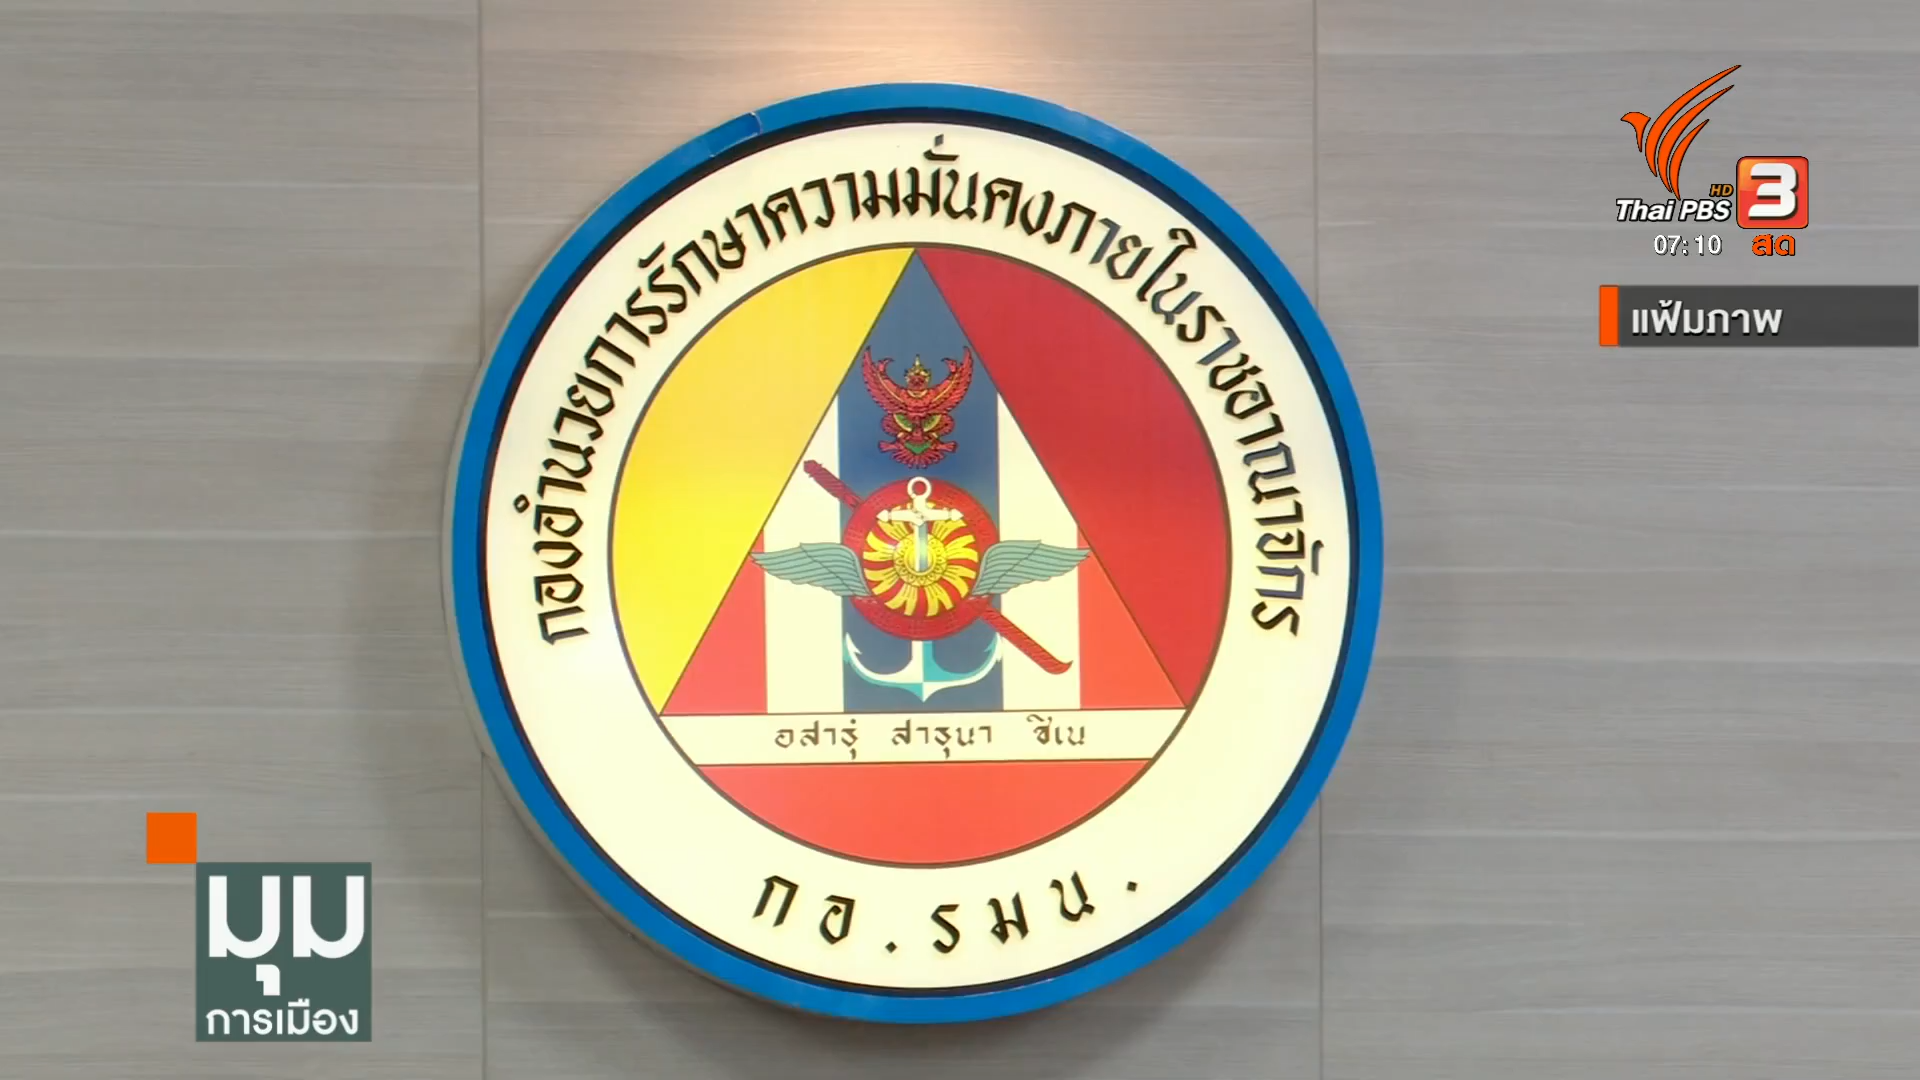 กองอำนวยการรักษาความมั่นคงภายในราชอาณาจักร
อสาธุํ สาธุนา ชิเน
กอ.รมน.
Thai PBS HD 3
07:10 สด
แฟ้มภาพ
มุม
การเมือง